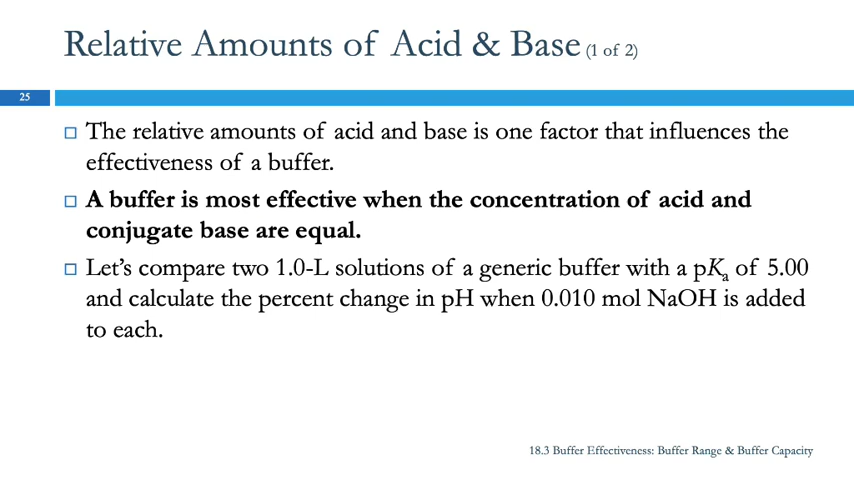 Relative Amounts of Acid & Base (1 of 2)
25
The relative amounts of acid and base is one factor that influences the
effectiveness of a buffer.
A buffer is most effective when the concentration of acid and
conjugate base are equal.
Let’s compare two 1.0-L solutions of a generic buffer with a pKa of 5.00
and calculate the percent change in pH when 0.010 mol NaOH is added
to each.
18.3 Buffer Effectiveness: Buffer Range & Buffer Capacity